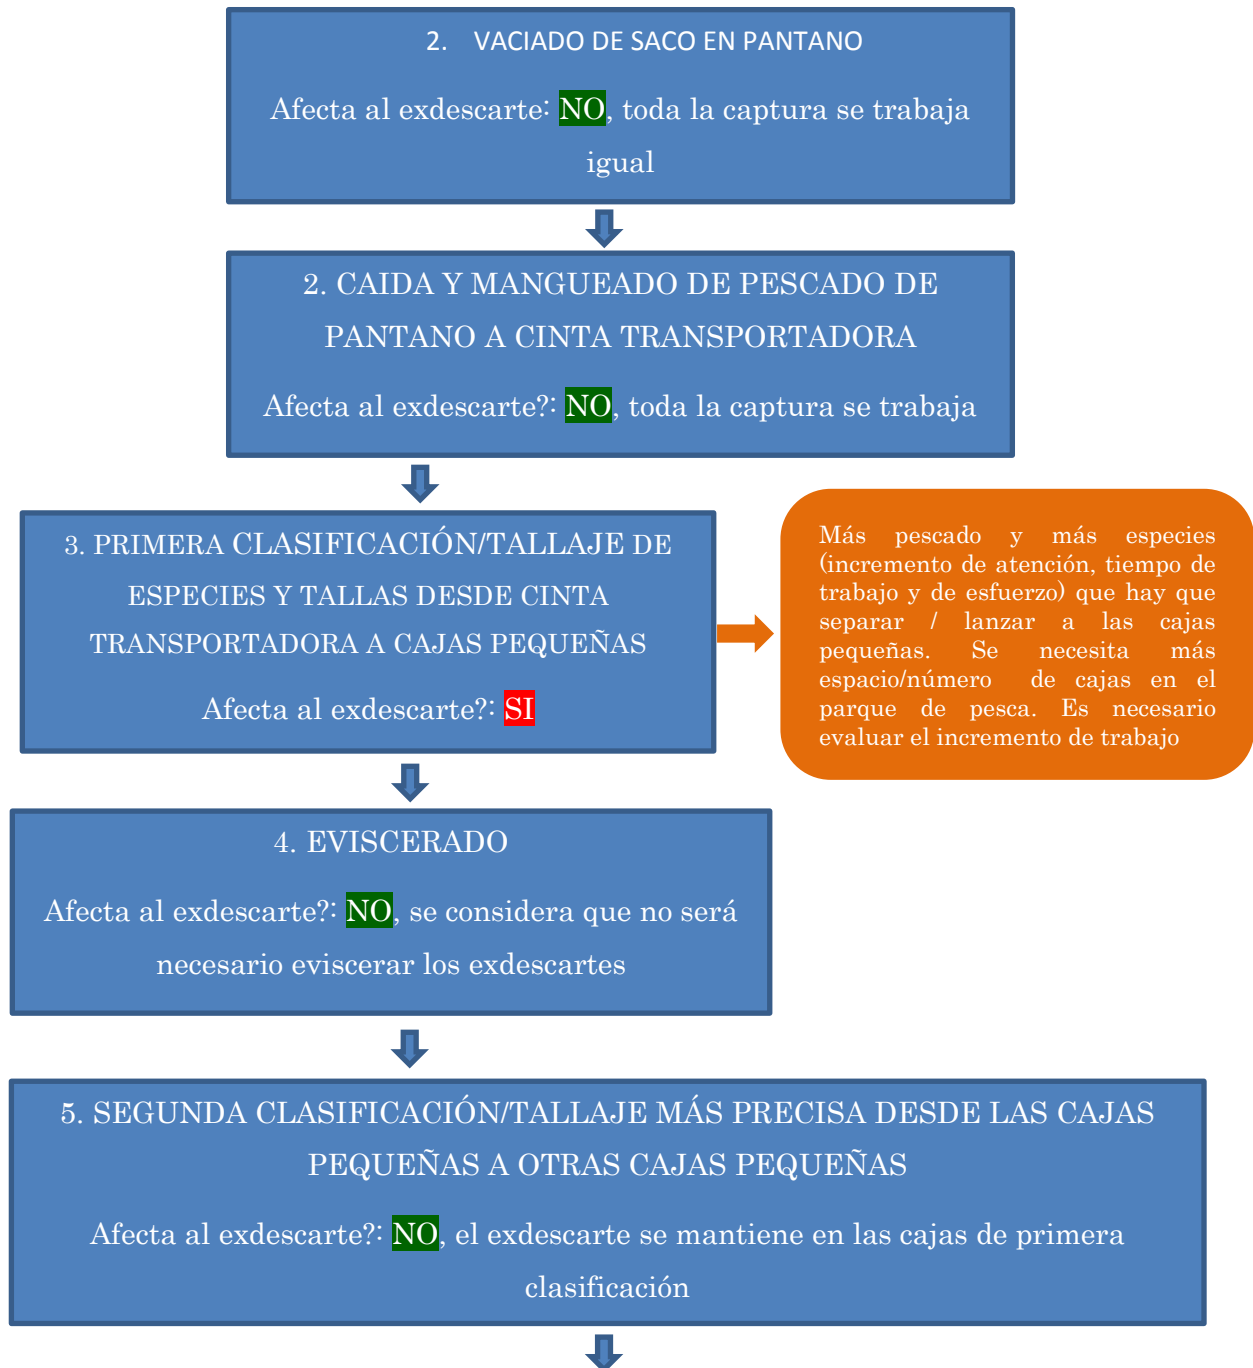 2. VACIADO DE SACO EN PANTANO
Afecta al exdescarte: NO, toda la captura se trabaja
igual
2. CAIDA Y MANGUEADO DE PESCADO DE
PANTANO A CINTA TRANSPORTADORA
Afecta al exdescarte?: NO, toda la captura se trabaja
3. PRIMERA CLASIFICACIÓN/TALLAJE DE
ESPECIES Y TALLAS DESDE CINTA
TRANSPORTADORA A CAJAS PEQUEÑAS
Afecta al exdescarte?: SI
Más pescado y más especies
(incremento de atención, tiempo de
trabajo y de esfuerzo) que hay que
separar / lanzar a las cajas
pequeñas. Se necesita más
espacio/número de cajas en el
parque de pesca. Es necesario
evaluar el incremento de trabajo
4. EVISCERADO
Afecta al exdescarte?: NO, se considera que no será
necesario eviscerar los exdescartes
5. SEGUNDA CLASIFICACIÓN/TALLAJE MÁS PRECISA DESDE LAS CAJAS
PEQUEÑAS A OTRAS CAJAS PEQUEÑAS
Afecta al exdescarte?: NO, el exdescarte se mantiene en las cajas de primera
clasificación